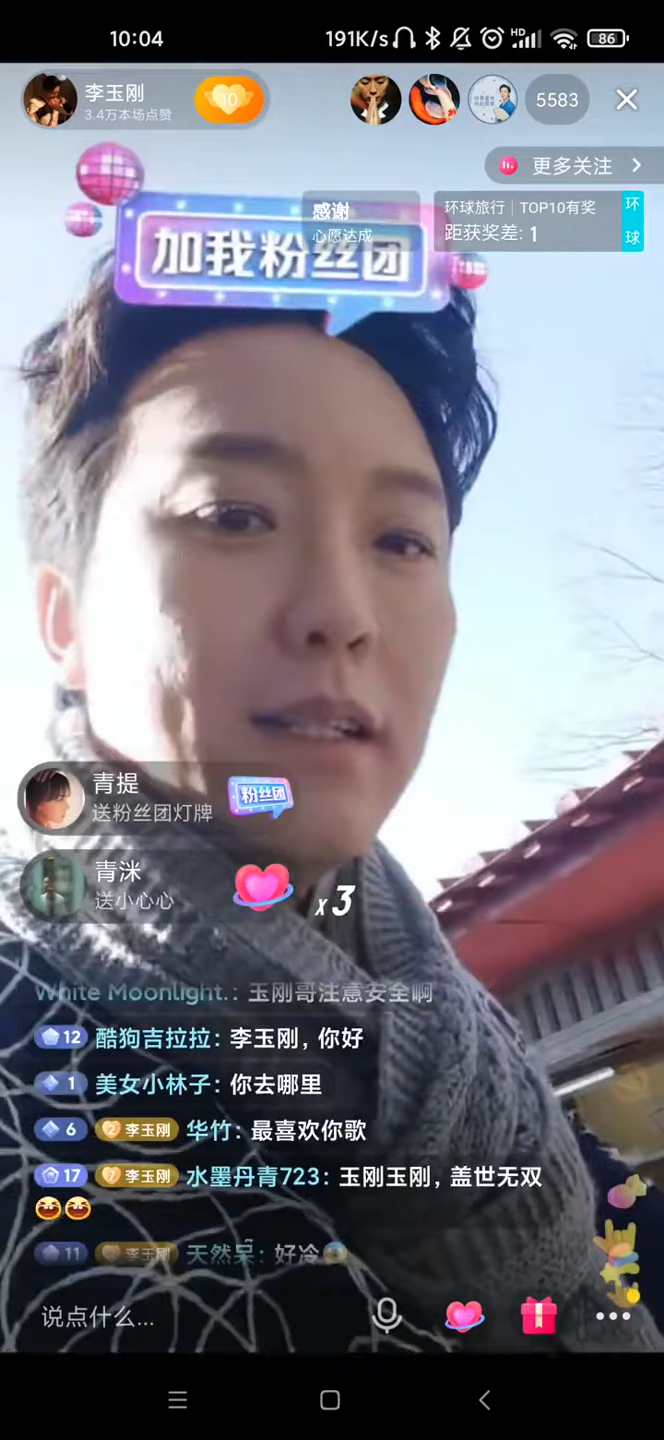 10:04
191K/s
HD
86
李玉刚
3.4万本场点赞
10
5583
更多关注
感谢
心愿达成
环球旅行｜TOP10有奖
距获奖差: 1
环
球
加我粉丝团
青提
送粉丝团灯牌
粉丝团
青洣
送小心心
x3
White Moonlight.: 玉刚哥注意安全啊
12 酷狗吉拉拉: 李玉刚，你好
1 美女小林子: 你去哪里
6 2 李玉刚 华竹: 最喜欢你歌
17 7 李玉刚 水墨丹青723: 玉刚玉刚，盖世无双
11 李玉刚 天然呆: 好冷
说点什么...